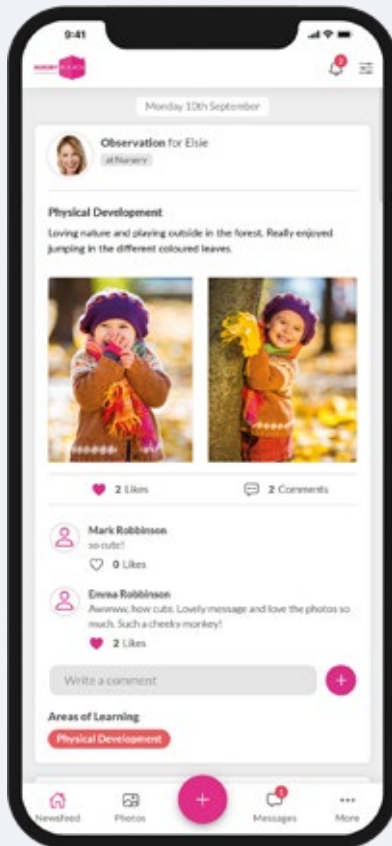 9:41
2
Monday 10th September
Observation for Elsie
at Nursery
Physical Development
Loving nature and playing outside in the forest. Really enjoyed
jumping in the different coloured leaves.
2 Likes
2 Comments
Mark Robbinson
so cute!
0 Likes
Emma Robbinson
Awwww, how cute. Lovely message and love the photos so
much. Such a cheeky monkey!
2 Likes
Write a comment
+
Areas of Learning
Physical Development
+
1
Newsfeed Photos Messages More